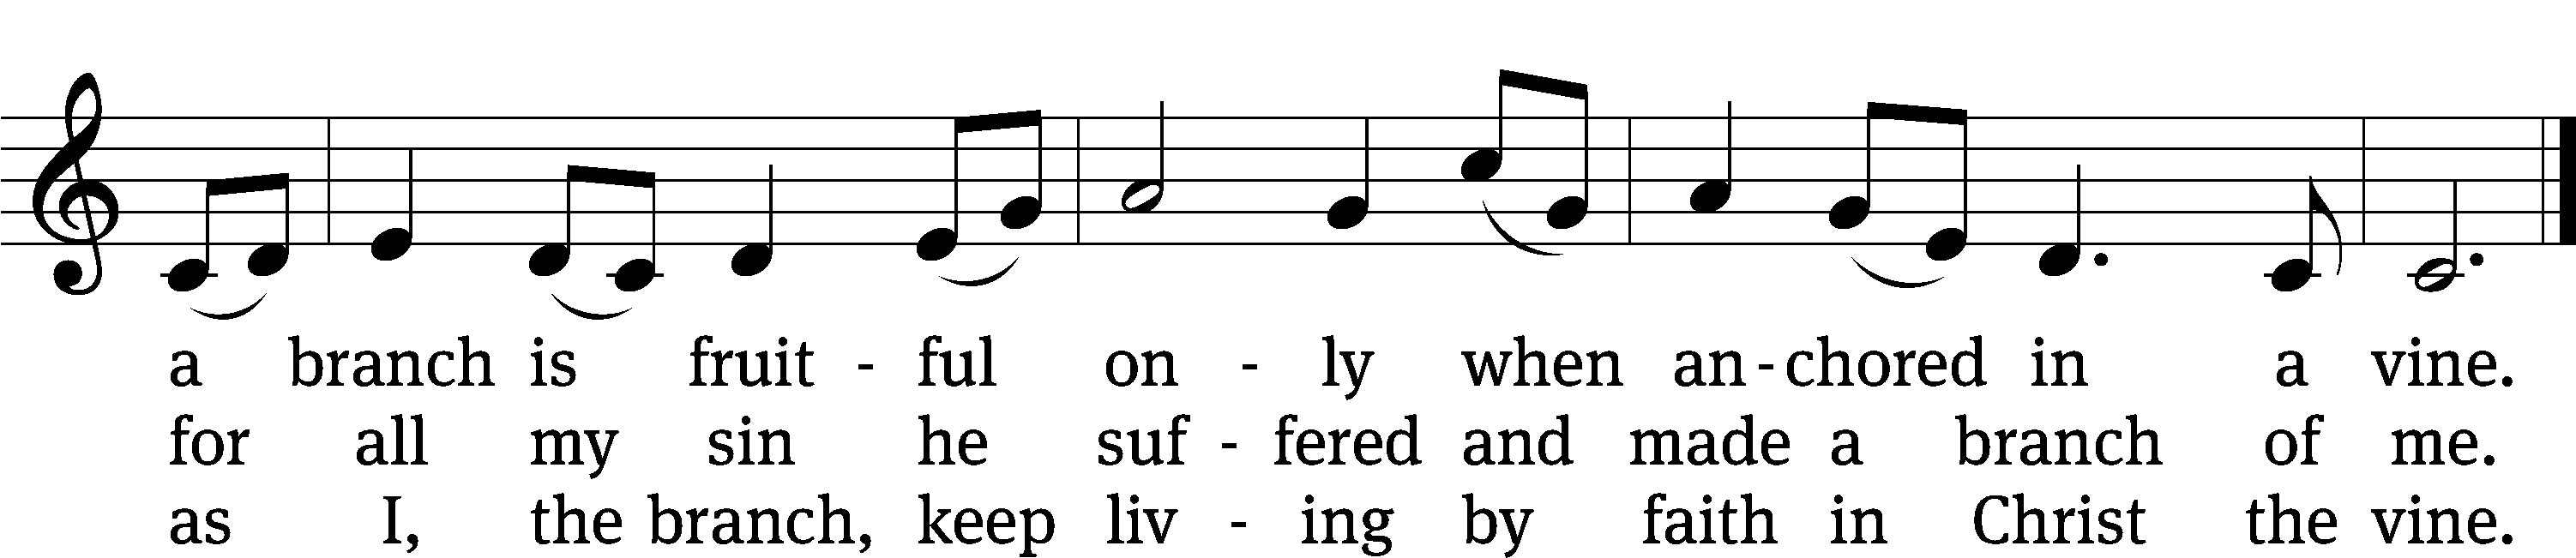 a branch is fruit - ful on - ly when an - chored in a vine.
for all my sin he suf - fered and made a branch of me.
as I, the branch, keep liv - ing by faith in Christ the vine.